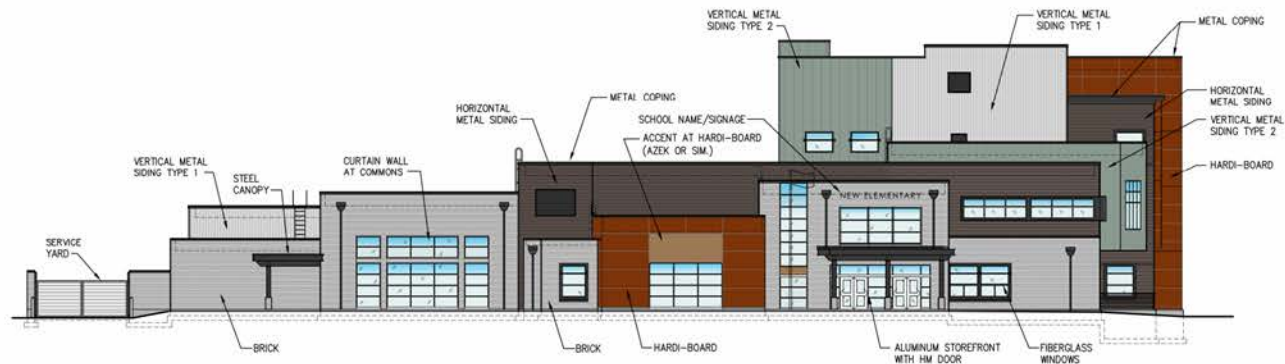 VERTICAL METAL
SIDING TYPE 2
VERTICAL METAL
SIDING TYPE 1
METAL COPING
HORIZONTAL
METAL SIDING
METAL COPING
SCHOOL NAME/SIGNAGE
ACCENT AT HARDI-BOARD
(AZEK OR SIM.)
HORIZONTAL
METAL SIDING
VERTICAL METAL
SIDING TYPE 2
HARDI-BOARD
VERTICAL METAL
SIDING TYPE 1
STEEL
CANOPY
CURTAIN WALL
AT COMMONS
NEW ELEMENTARY
SERVICE
YARD
BRICK
BRICK
HARDI-BOARD
ALUMINUM STOREFRONT
WITH HM DOOR
FIBERGLASS
WINDOWS